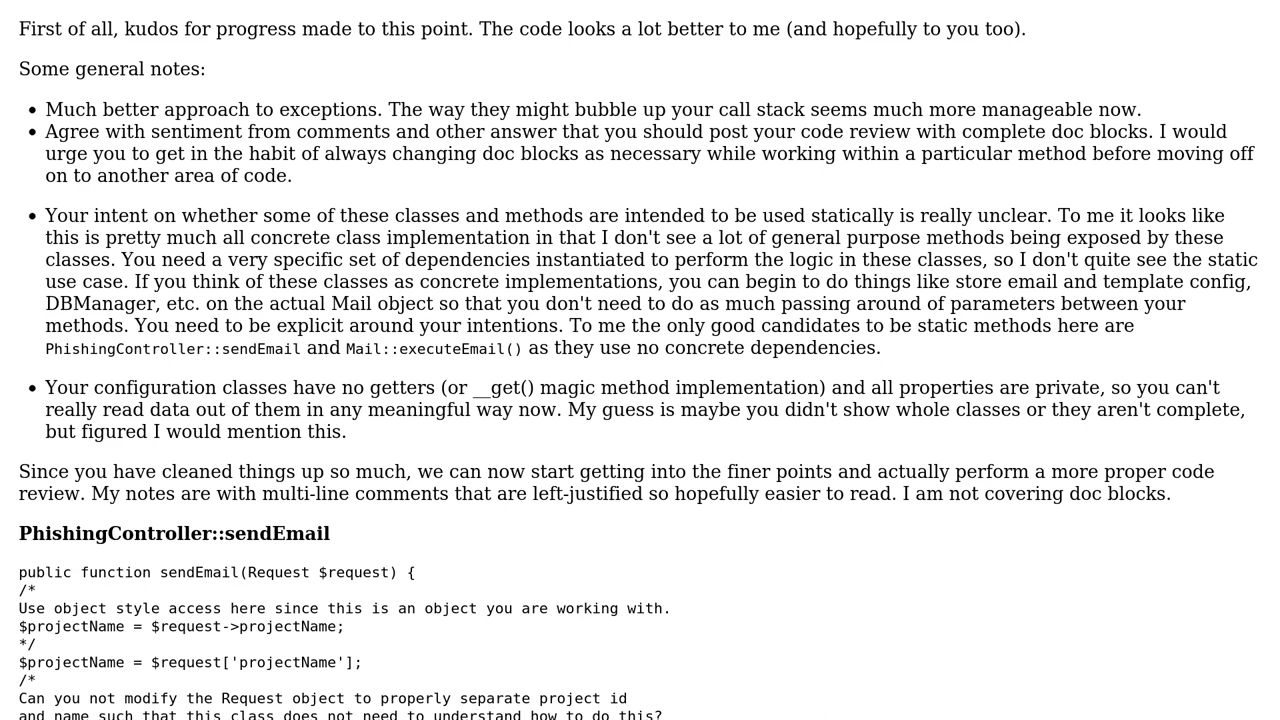 First of all, kudos for progress made to this point. The code looks a lot better to me (and hopefully to you too).
Some general notes:
• Much better approach to exceptions. The way they might bubble up your call stack seems much more manageable now.
• Agree with sentiment from comments and other answer that you should post your code review with complete doc blocks. I would
urge you to get in the habit of always changing doc blocks as necessary while working within a particular method before moving off
on to another area of code.
• Your intent on whether some of these classes and methods are intended to be used statically is really unclear. To me it looks like
this is pretty much all concrete class implementation in that I don't see a lot of general purpose methods being exposed by these
classes. You need a very specific set of dependencies instantiated to perform the logic in these classes, so I don't quite see the static
use case. If you think of these classes as concrete implementations, you can begin to do things like store email and template config,
DBManager, etc. on the actual Mail object so that you don't need to do as much passing around of parameters between your
methods. You need to be explicit around your intentions. To me the only good candidates to be static methods here are
PhishingController::sendEmail and Mail::executeEmail() as they use no concrete dependencies.
• Your configuration classes have no getters (or __get() magic method implementation) and all properties are private, so you can't
really read data out of them in any meaningful way now. My guess is maybe you didn't show whole classes or they aren't complete,
but figured I would mention this.
Since you have cleaned things up so much, we can now start getting into the finer points and actually perform a more proper code
review. My notes are with multi-line comments that are left-justified so hopefully easier to read. I am not covering doc blocks.
PhishingController::sendEmail
public function sendEmail(Request $request) {
/*
Use object style access here since this is an object you are working with.
$projectName = $request->projectName;
*/
$projectName = $request['projectName'];
/*
Can you not modify the Request object to properly separate project id
and name such that this class does not need to understand how to do this?